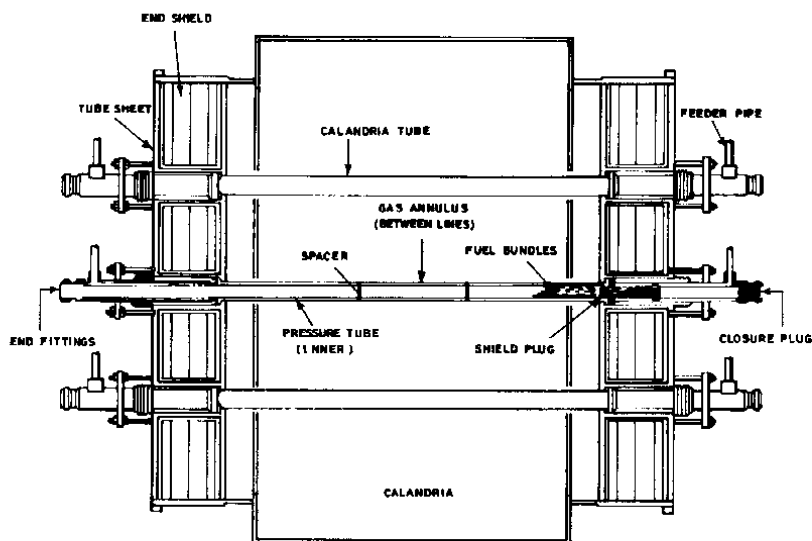 END SHIELD
TUBE SHEET
FEEDER PIPE
CALANDRIA TUBE
GAS ANNULUS
(BETWEEN LINES)
SPACER
FUEL BUNDLES
END FITTINGS
PRESSURE TUBE
(INNER)
SHIELD PLUG
CLOSURE PLUG
CALANDRIA